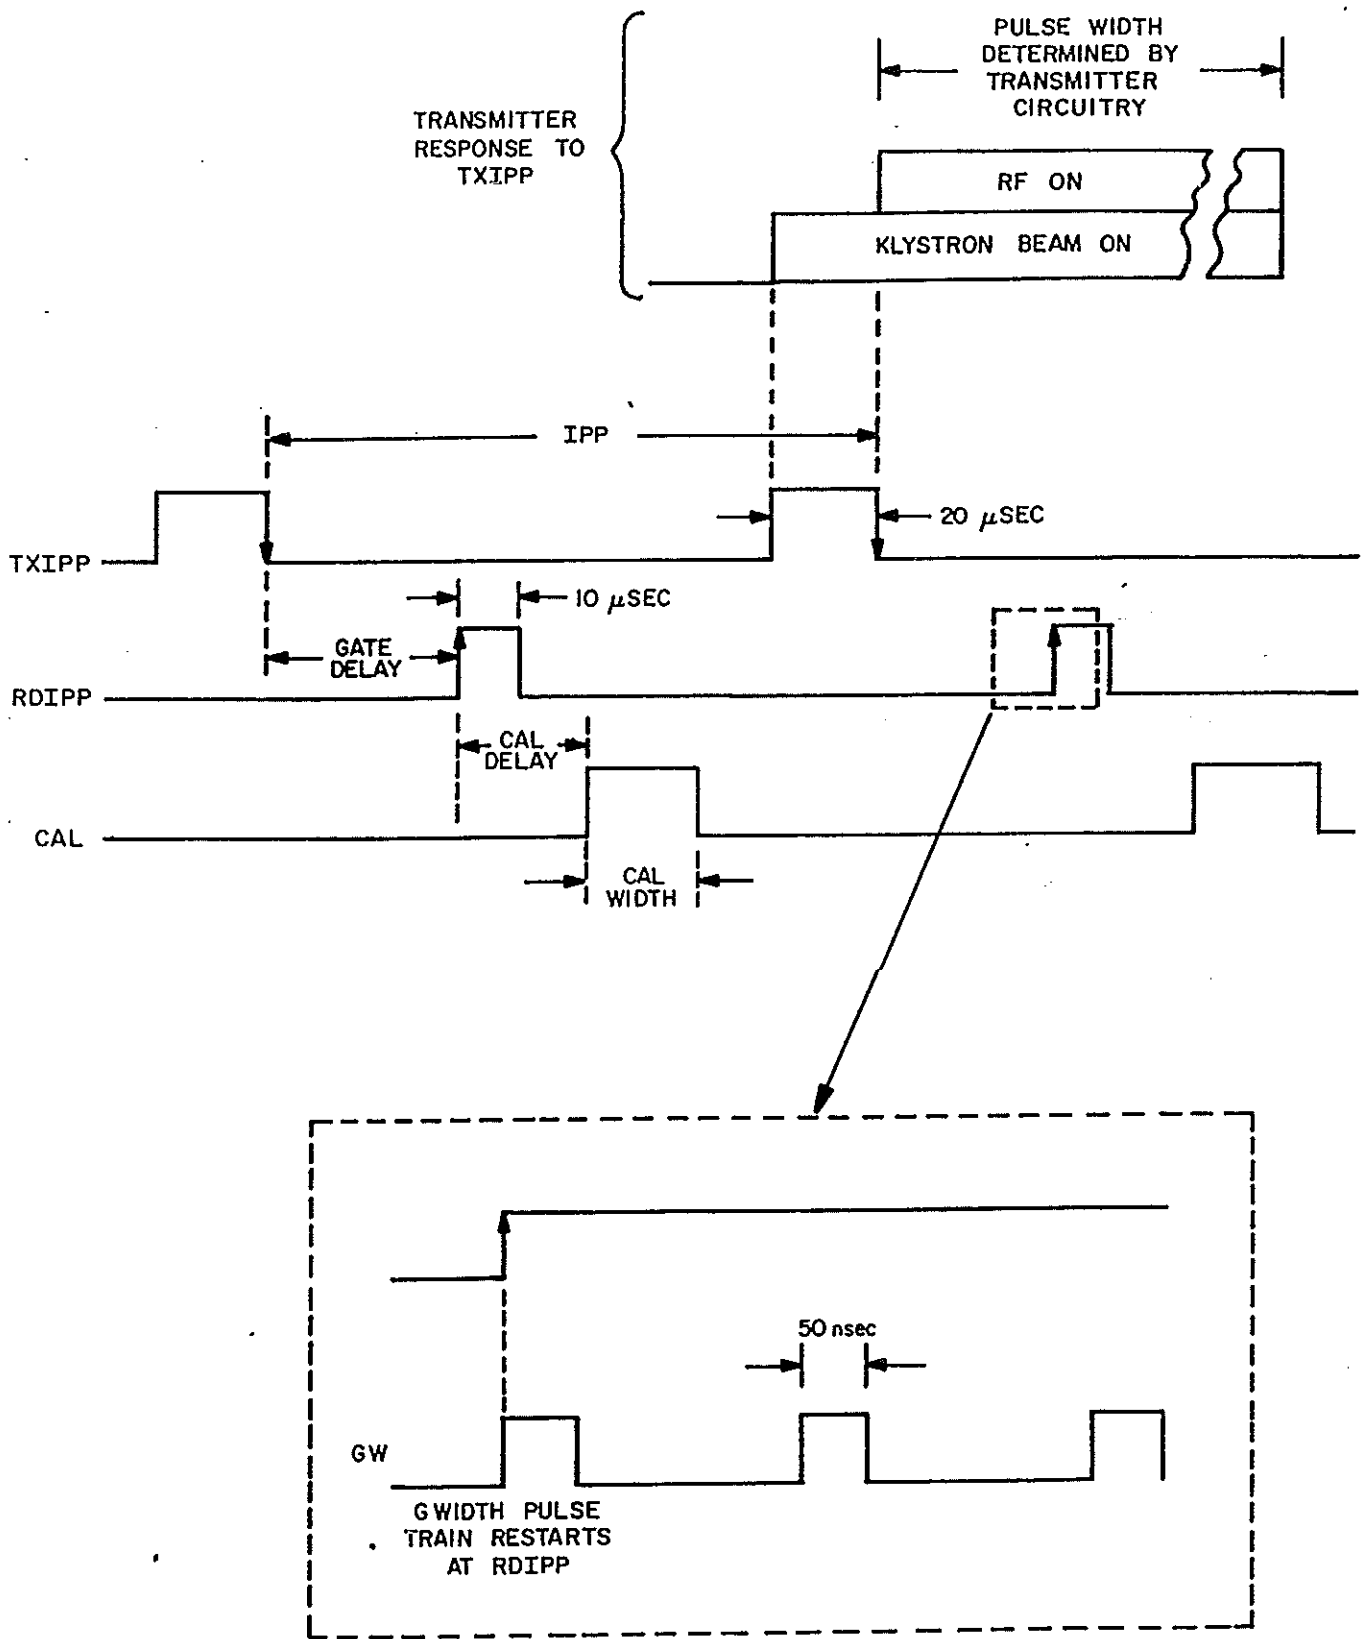 PULSE WIDTH
DETERMINED BY
TRANSMITTER
CIRCUITRY
TRANSMITTER
RESPONSE TO
TXIPP
RF ON
KLYSTRON BEAM ON
IPP
20 μSEC
TXIPP
10 μSEC
GATE
DELAY
RDIPP
CAL
DELAY
CAL
CAL
WIDTH
50 nsec
GW
GWIDTH PULSE
TRAIN RESTARTS
AT RDIPP